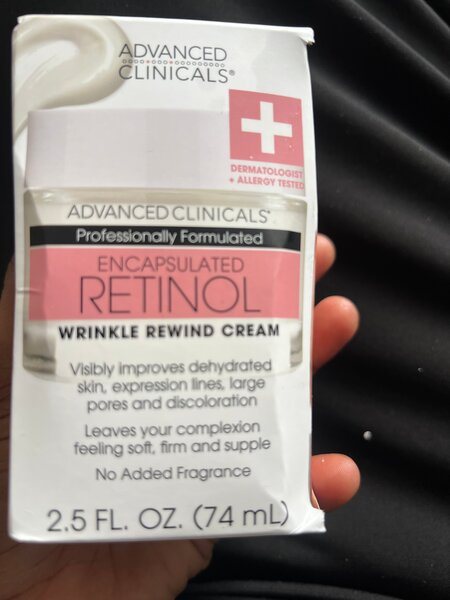 ADVANCED
CLINICALS®
DERMATOLOGIST
+ ALLERGY TESTED
ADVANCED CLINICALS®
Professionally Formulated
ENCAPSULATED
RETINOL
WRINKLE REWIND CREAM
Visibly improves dehydrated
skin, expression lines, large
pores and discoloration
Leaves your complexion
feeling soft, firm and supple
No Added Fragrance
2.5 FL. OZ. (74 mL)